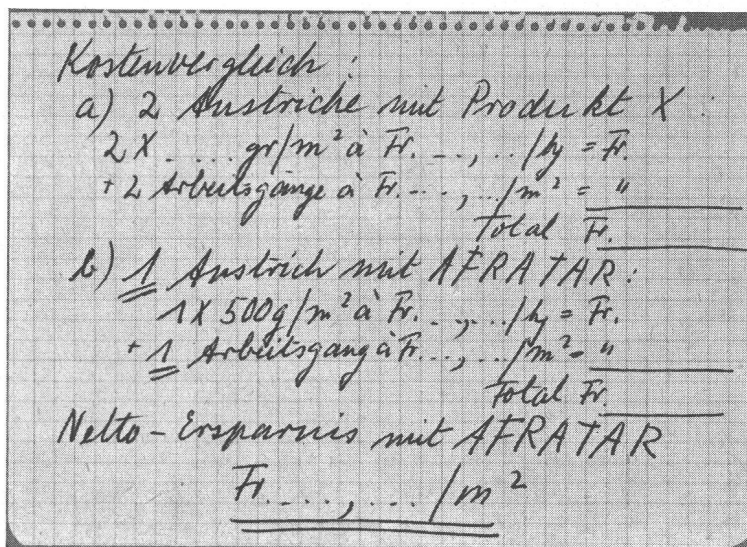 Kostenvergleich:
a) 2 Anstriche mit Produkt X:
2 X .... gr/m² à Fr. ..,../kg = Fr.
+ 2 Arbeitsgänge à Fr. ...,../m² = "
Total Fr.
b) 1 Anstrich mit AFRATAR:
1 X 500g/m² à Fr. ..,../kg = Fr.
+ 1 Arbeitsgang à Fr. ..,../m² = "
Total Fr.
Netto-Ersparnis mit AFRATAR
Fr. ....,.../m²